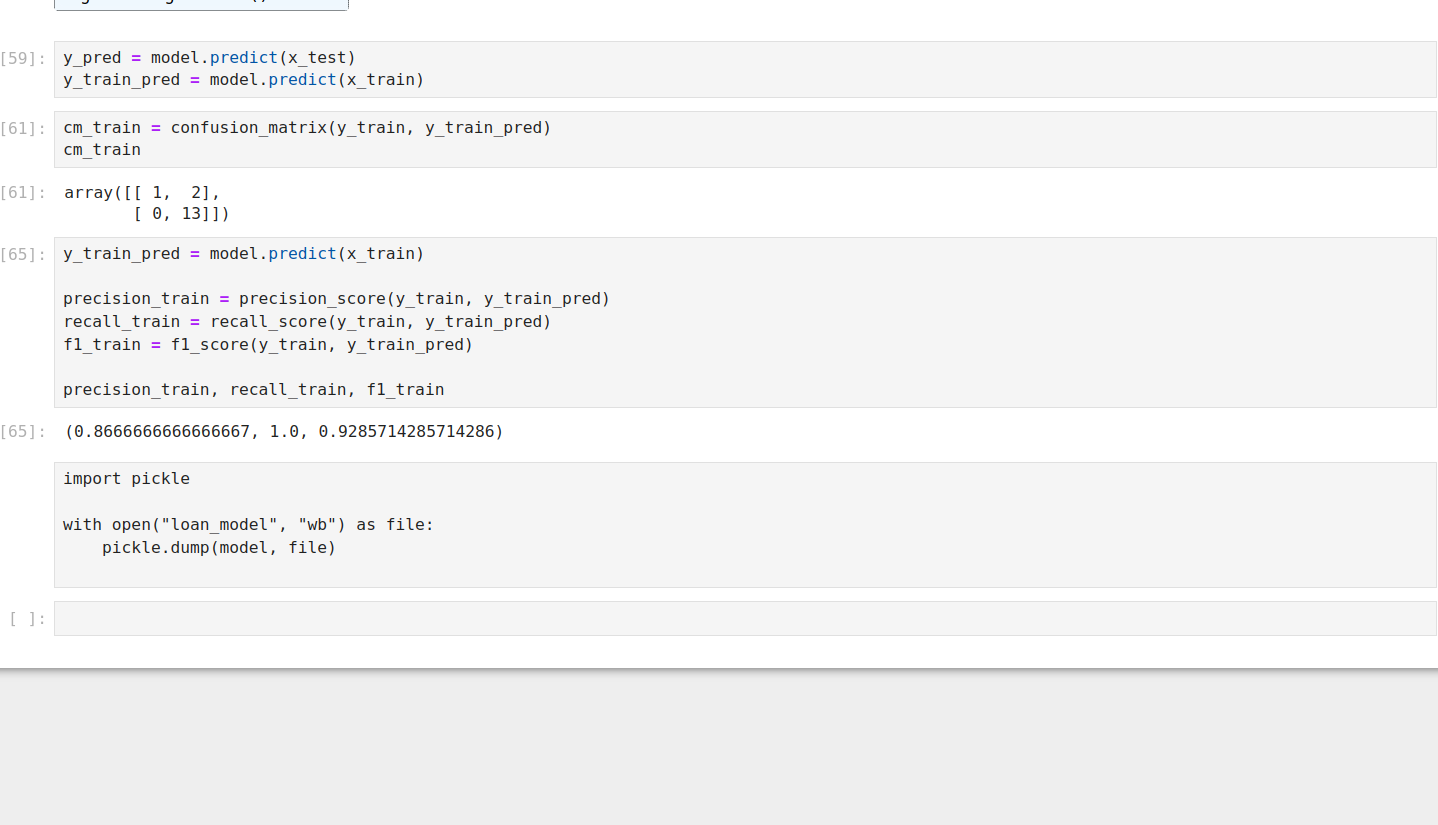 [59]: y_pred = model.predict(x_test)
y_train_pred = model.predict(x_train)
[61]: cm_train = confusion_matrix(y_train, y_train_pred)
cm_train
[61]: array([[ 1,  2],
       [ 0, 13]])
[65]: y_train_pred = model.predict(x_train)
precision_train = precision_score(y_train, y_train_pred)
recall_train = recall_score(y_train, y_train_pred)
f1_train = f1_score(y_train, y_train_pred)
precision_train, recall_train, f1_train
[65]: (0.8666666666666667, 1.0, 0.9285714285714286)
import pickle
with open("loan_model", "wb") as file:
    pickle.dump(model, file)
[ ]: